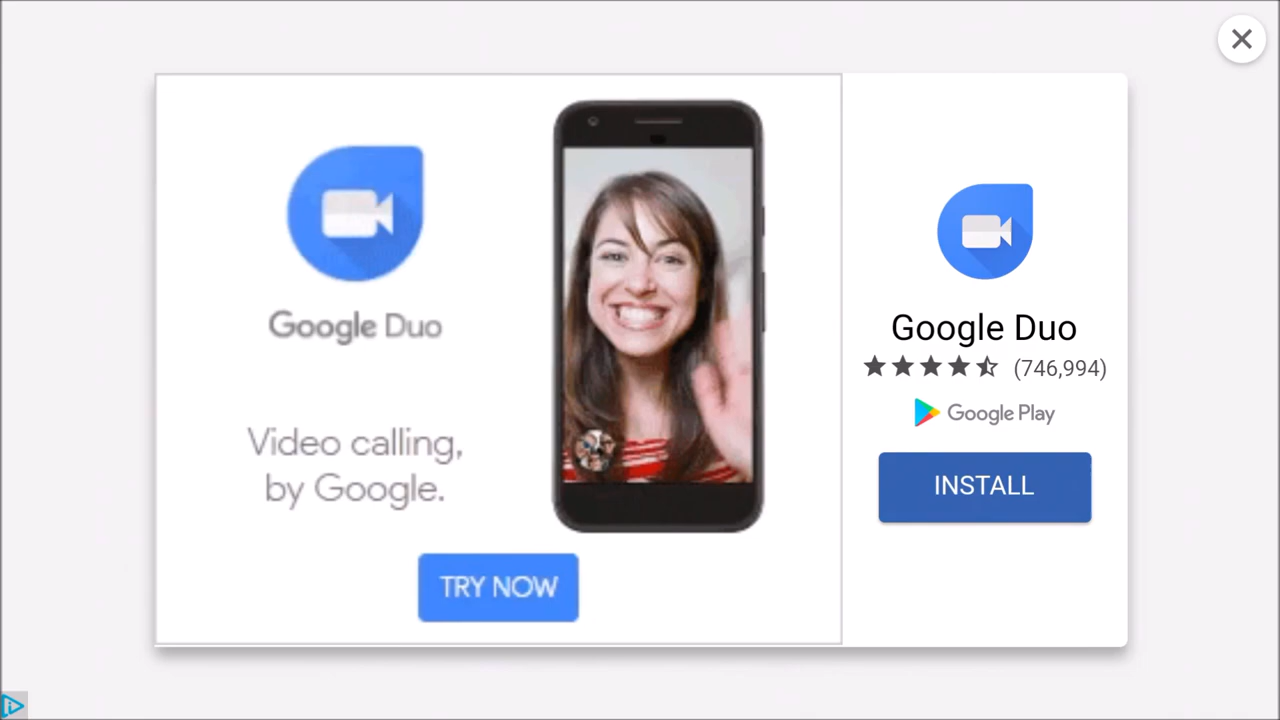 Google Duo
Video calling,
by Google.
TRY NOW
Google Duo
(746,994)
Google Play
INSTALL